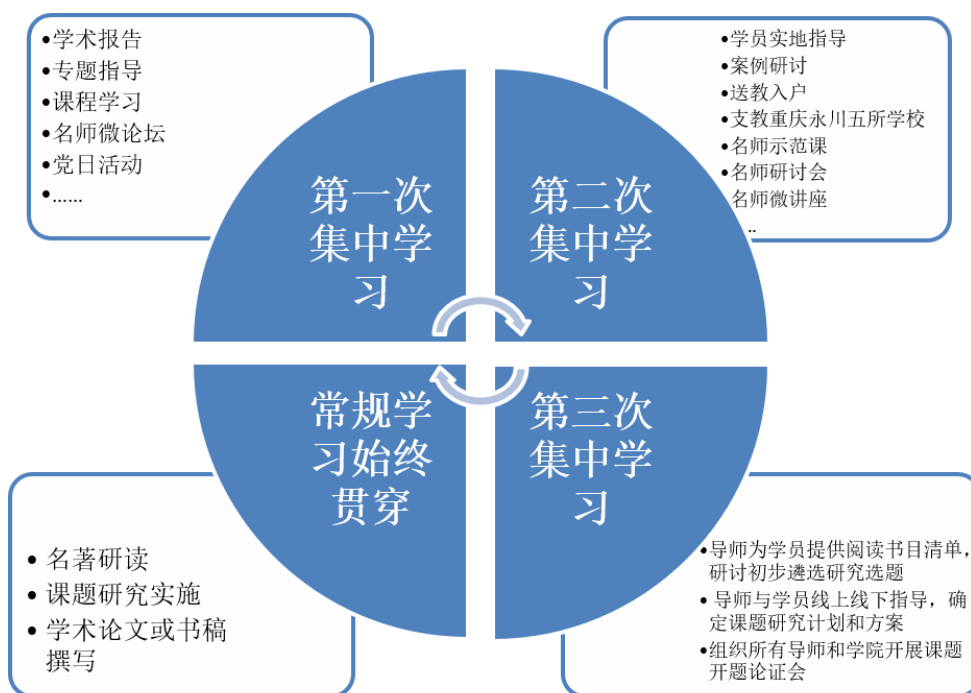 •学术报告
•专题指导
•课程学习
•名师微论坛
•党日活动
•……
第一次
集中学
习
•学员实地指导
•案例研讨
•送教入户
•支教重庆永川五所学校
•名师示范课
•名师研讨会
名师微讲座
..
第二次
集中学
习
常规学
习始终
贯穿
• 名著研读
• 课题研究实施
• 学术论文或书稿
撰写
第三次
集中学
习
•导师为学员提供阅读书目清单，
研讨初步遴选研究选题
• 导师与学员线上线下指导，确
定课题研究计划和方案
•组织所有导师和学院开展课题
开题论证会